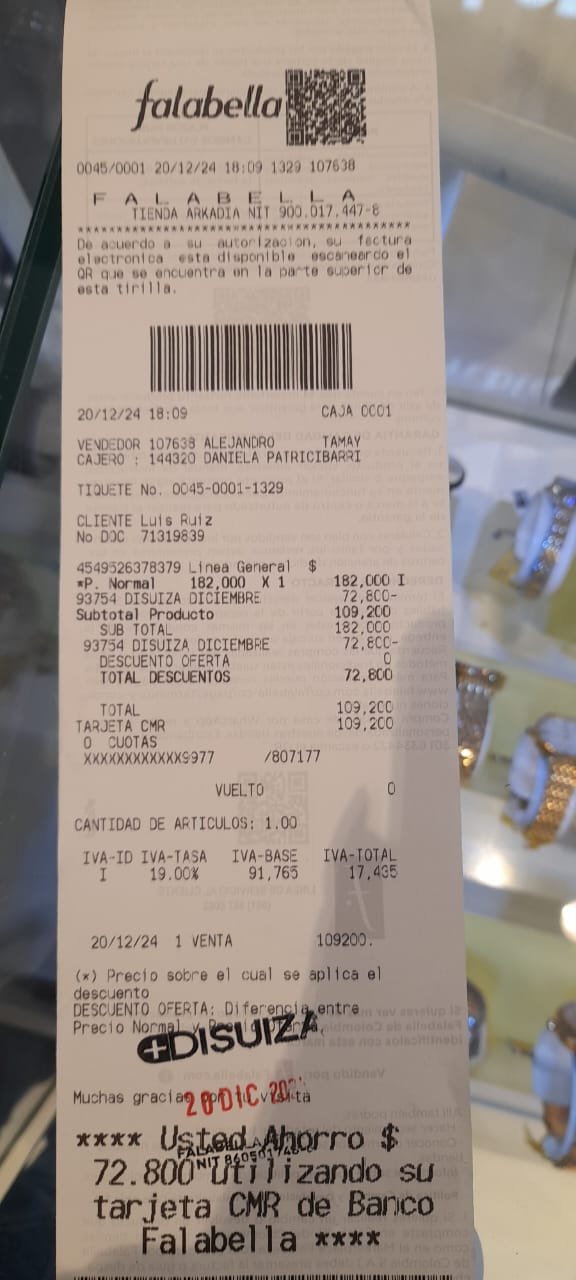 falabella
0045/0001 20/12/24 18:09 1329 107638
F A L A B E L L A
TIENDA ARKADIA NIT 900.017.447-8
*****************************************
De acuerdo a su autorizacion, su factura
electronica esta disponible escaneando el
QR que se encuentra en la parte superior de
esta tirilla.
20/12/24 18:09 CAJA 0001
VENDEDOR 107638 ALEJANDRO TAMAY
CAJERO : 144320 DANIELA PATRICIBARRI
TIQUETE No. 0045-0001-1329
CLIENTE Luis Ruiz
No DOC 71319839
4549526378379 Linea General $
*P. Normal 182,000 X 1 182,000 I
93754 DISUIZA DICIEMBRE 72,800-
Subtotal Producto 109,200
SUB TOTAL 182,000
93754 DISUIZA DICIEMBRE 72,800-
DESCUENTO OFERTA 0
TOTAL DESCUENTOS 72,800
TOTAL 109,200
TARJETA CMR 109,200
0 CUOTAS
XXXXXXXXXXXX9977 /807177
VUELTO 0
CANTIDAD DE ARTICULOS: 1.00
IVA-ID IVA-TASA IVA-BASE IVA-TOTAL
I 19.00% 91,765 17,435
20/12/24 1 VENTA 109200.
(*) Precio sobre el cual se aplica el
descuento
DESCUENTO OFERTA: Diferencia entre
Precio Normal y Oferta.
DISUIZA
Muchas gracias por tu visita
20 DIC 202
**** Usted Ahorro $
72.800 utilizando su
tarjeta CMR de Banco
Falabella ****